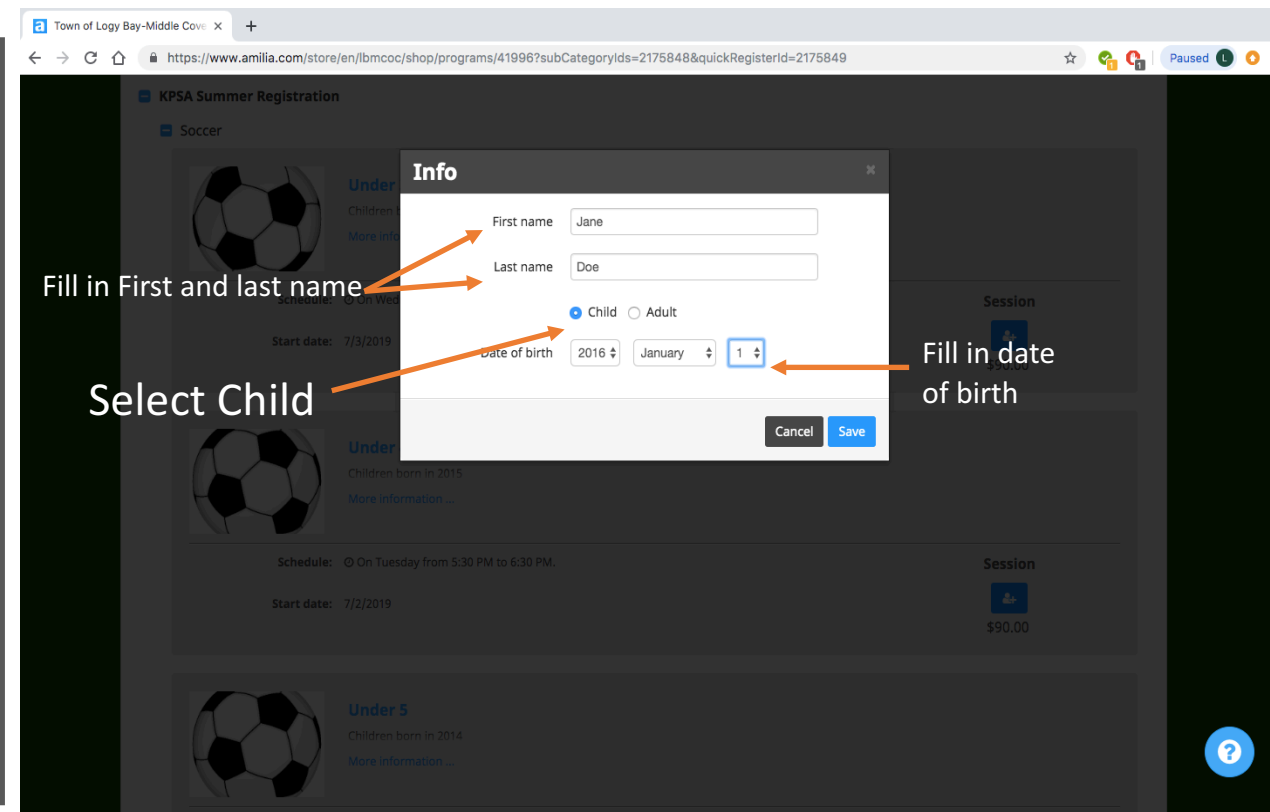 Town of Logy Bay-Middle Cove
https://www.amilia.com/store/en/lbmcoc/shop/programs/41996?subCategoryIds=2175848&quickRegisterId=2175849
1
1
Paused L
KPSA Summer Registration
Soccer
Info
Under
Children
More info
First name Jane
Last name Doe
Fill in First and last name
Schedule: On Wed
Session
Child Adult
Start date: 7/3/2019
Date of birth 2016 January 1
$90.00
Fill in date
of birth
Select Child
Cancel Save
Under
Children born in 2015
More information ...
Schedule: On Tuesday from 5:30 PM to 6:30 PM.
Session
Start date: 7/2/2019
$90.00
Under 5
Children born in 2014
More information ...
?